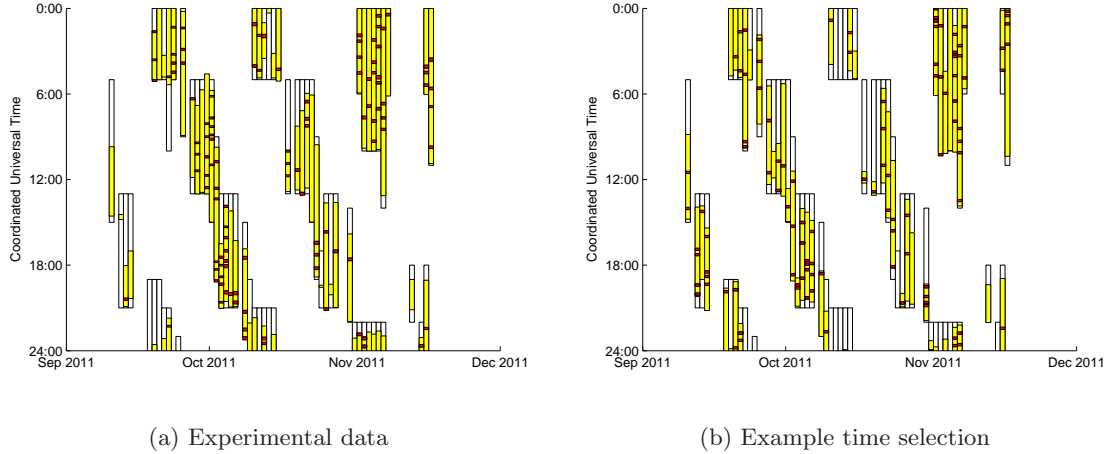 0:00
6:00
12:00
18:00
24:00
Coordinated Universal Time
Sep 2011
Oct 2011
Nov 2011
Dec 2011
(a) Experimental data
0:00
6:00
12:00
18:00
24:00
Coordinated Universal Time
Sep 2011
Oct 2011
Nov 2011
Dec 2011
(b) Example time selection